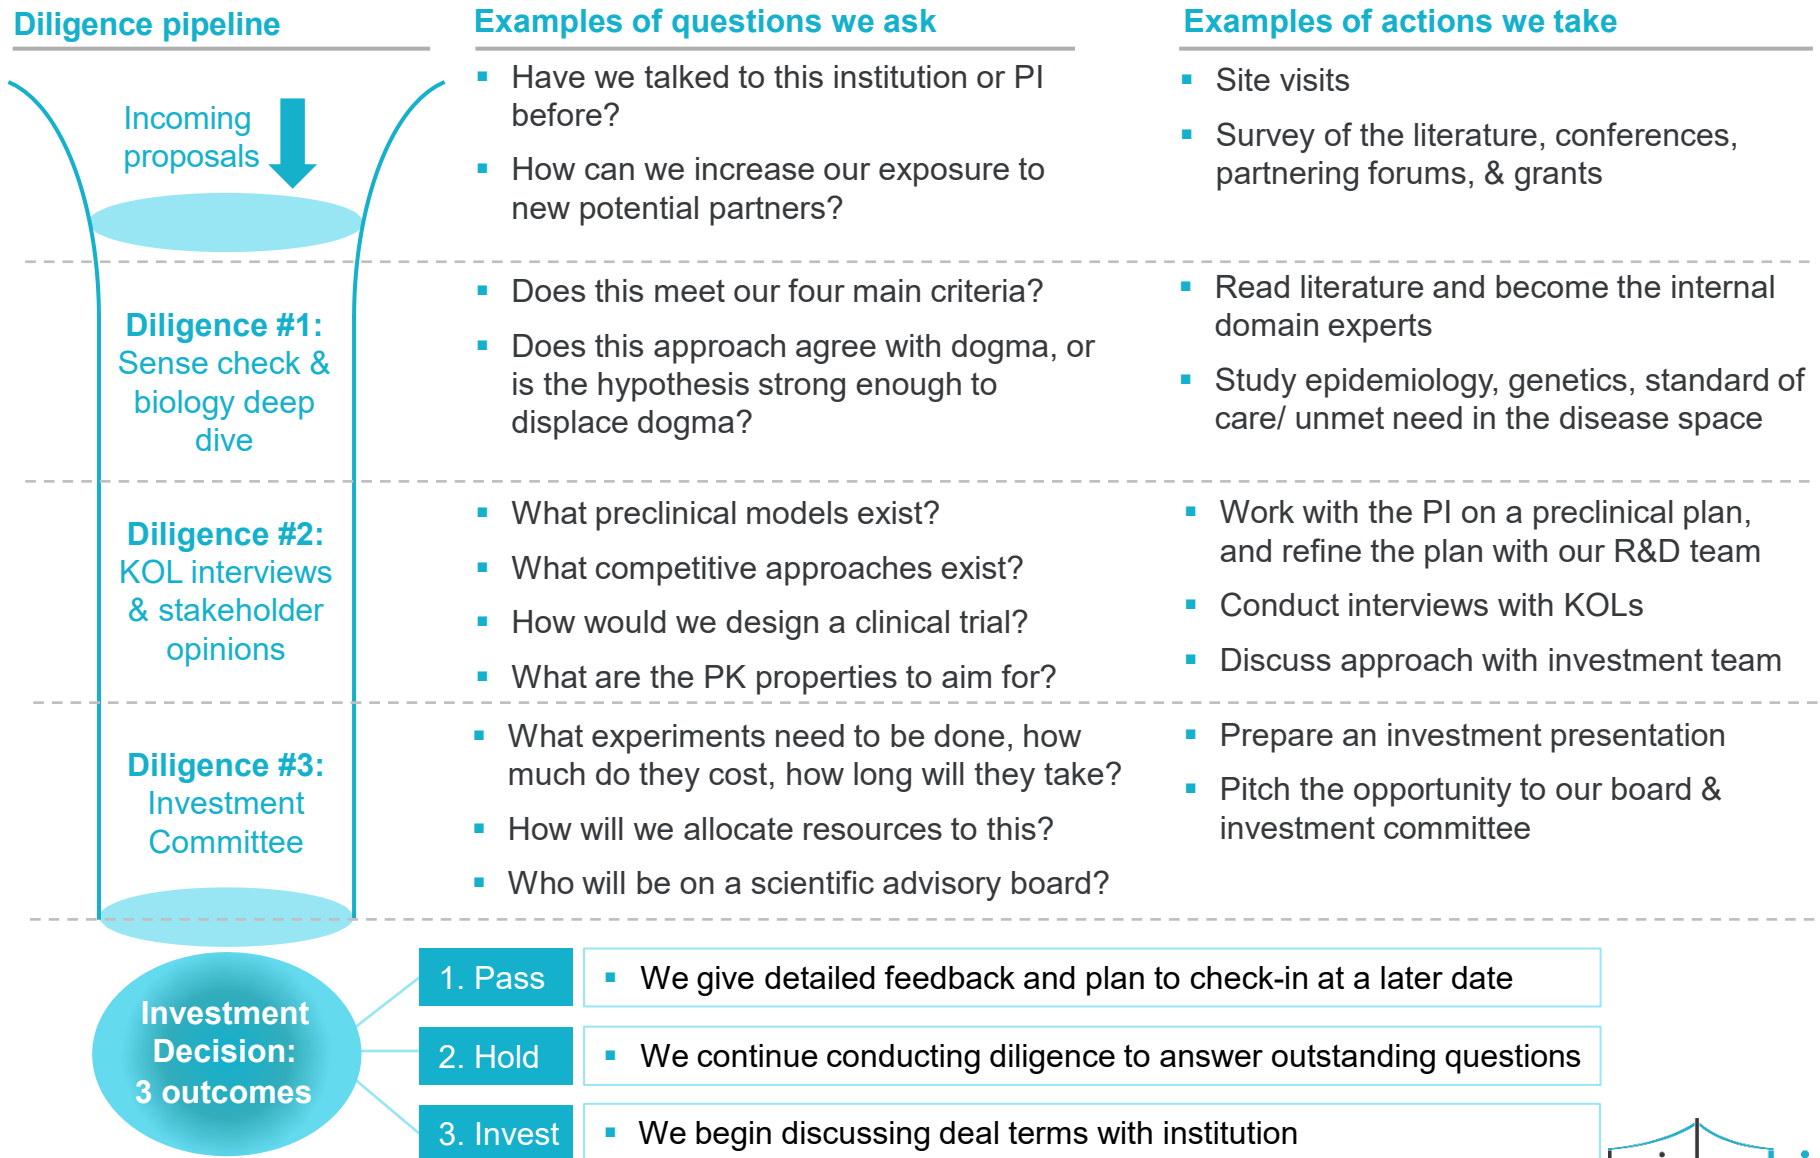 Diligence pipeline
Examples of questions we ask
Examples of actions we take
Incoming
proposals
▪ Have we talked to this institution or PI
before?
▪ How can we increase our exposure to
new potential partners?
▪ Site visits
▪ Survey of the literature, conferences,
partnering forums, & grants
Diligence #1:
Sense check &
biology deep
dive
▪ Does this meet our four main criteria?
▪ Does this approach agree with dogma, or
is the hypothesis strong enough to
displace dogma?
▪ Read literature and become the internal
domain experts
▪ Study epidemiology, genetics, standard of
care/ unmet need in the disease space
Diligence #2:
KOL interviews
& stakeholder
opinions
▪ What preclinical models exist?
▪ What competitive approaches exist?
▪ How would we design a clinical trial?
▪ What are the PK properties to aim for?
▪ Work with the PI on a preclinical plan,
and refine the plan with our R&D team
▪ Conduct interviews with KOLs
▪ Discuss approach with investment team
Diligence #3:
Investment
Committee
▪ What experiments need to be done, how
much do they cost, how long will they take?
▪ How will we allocate resources to this?
▪ Who will be on a scientific advisory board?
▪ Prepare an investment presentation
▪ Pitch the opportunity to our board &
investment committee
Investment
Decision:
3 outcomes
1. Pass
▪ We give detailed feedback and plan to check-in at a later date
2. Hold
▪ We continue conducting diligence to answer outstanding questions
3. Invest
▪ We begin discussing deal terms with institution